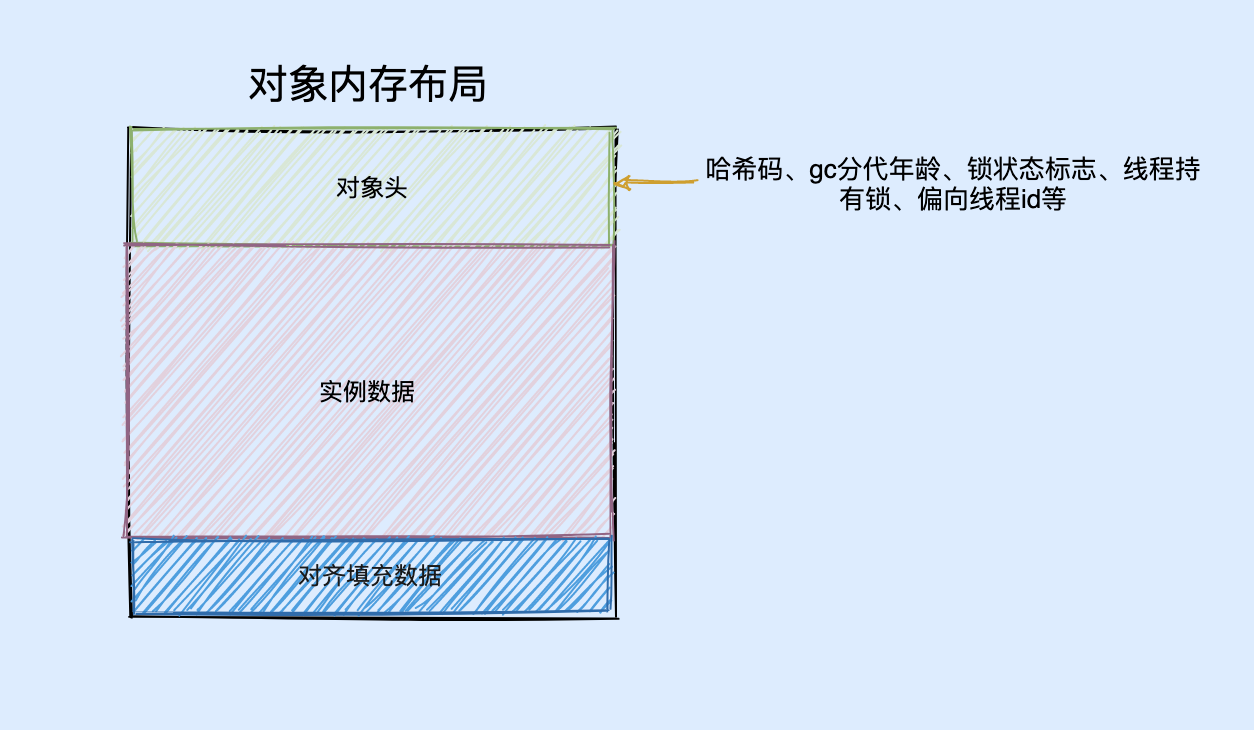 对象内存布局
对象头
哈希码、gc分代年龄、锁状态标志、线程持
有锁、偏向线程id等
实例数据
对齐填充数据